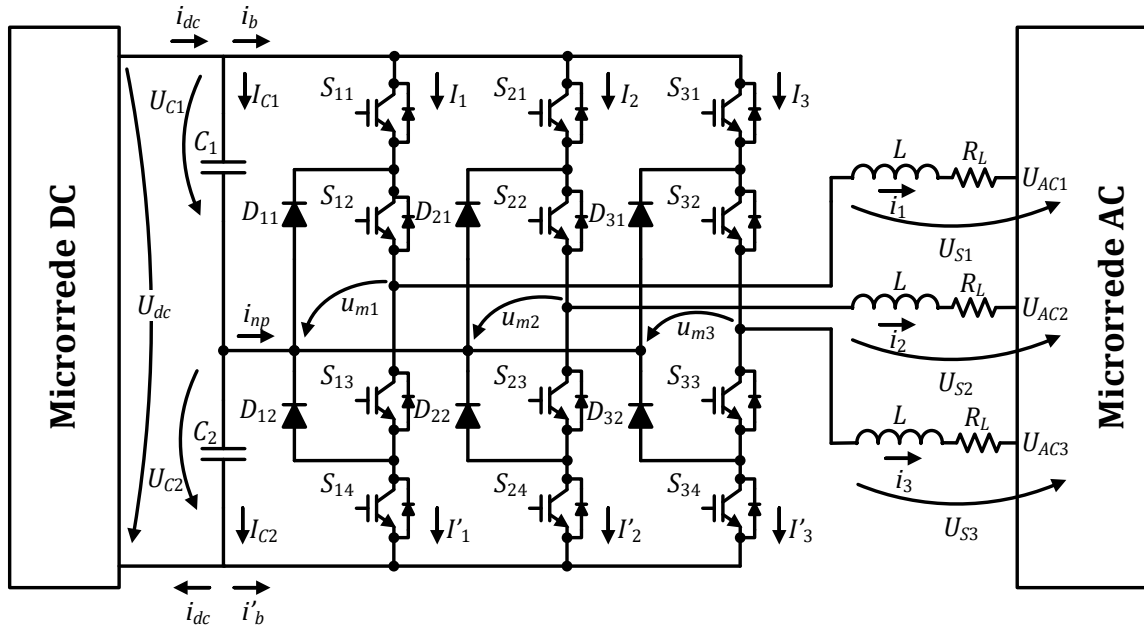 Microrrede DC
i_dc
i_b
U_C1
I_C1
C_1
U_dc
i_np
C_2
U_C2
I_C2
i_dc
i'_b
S_11
I_1
S_21
I_2
S_31
I_3
D_11
S_12
D_21
S_22
D_31
S_32
u_m1
u_m2
u_m3
D_12
S_13
D_22
S_23
D_32
S_33
S_14
I'_1
S_24
I'_2
S_34
I'_3
L
R_L
U_AC1
i_1
U_S1
L
R_L
U_AC2
i_2
U_S2
L
R_L
U_AC3
i_3
U_S3
Microrrede AC